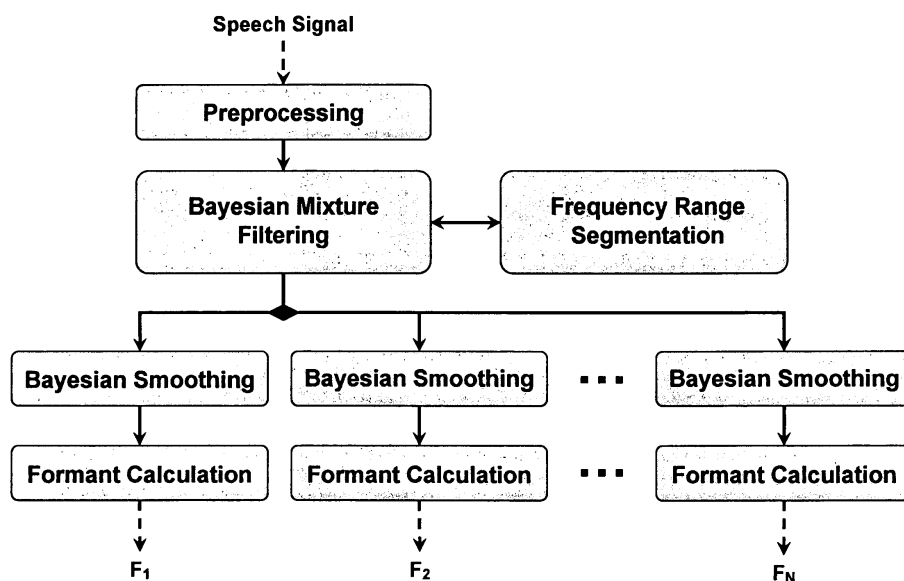 Speech Signal
Preprocessing
Bayesian Mixture
Filtering
Frequency Range
Segmentation
Bayesian Smoothing
Bayesian Smoothing
Bayesian Smoothing
Formant Calculation
Formant Calculation
Formant Calculation
F₁
F₂
F_N